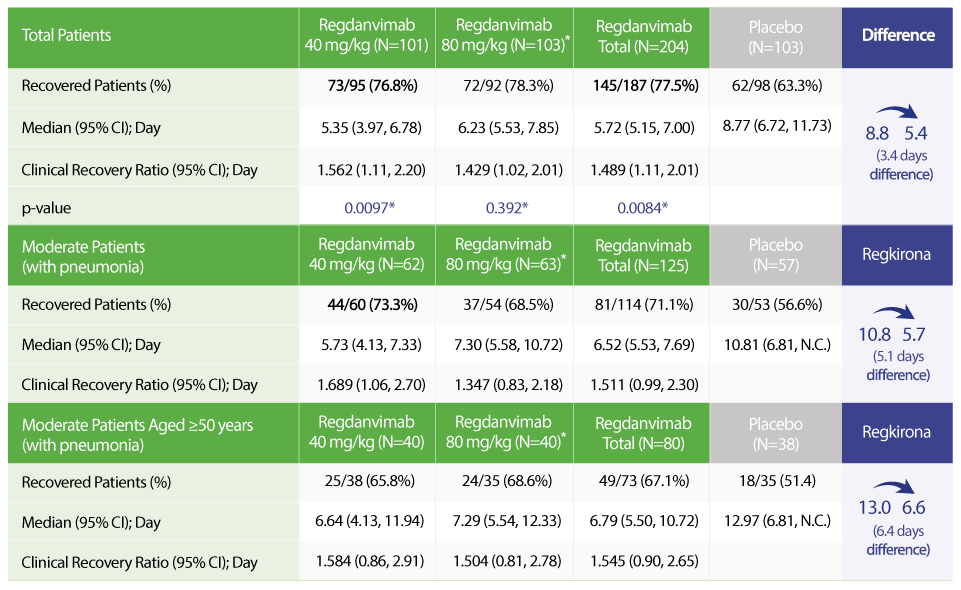 Total Patients
Regdanvimab
40 mg/kg (N=101)
Regdanvimab
80 mg/kg (N=103)*
Regdanvimab
Total (N=204)
Placebo
(N=103)
Difference
Recovered Patients (%)
73/95 (76.8%)
72/92 (78.3%)
145/187 (77.5%)
62/98 (63.3%)
Median (95% CI); Day
5.35 (3.97, 6.78)
6.23 (5.53, 7.85)
5.72 (5.15, 7.00)
8.77 (6.72, 11.73)
Clinical Recovery Ratio (95% CI); Day
1.562 (1.11, 2.20)
1.429 (1.02, 2.01)
1.489 (1.11, 2.01)
p-value
0.0097*
0.392*
0.0084*
8.8 5.4
(3.4 days
difference)
Moderate Patients
(with pneumonia)
Regdanvimab
40 mg/kg (N=62)
Regdanvimab
80 mg/kg (N=63)*
Regdanvimab
Total (N=125)
Placebo
(N=57)
Regkirona
Recovered Patients (%)
44/60 (73.3%)
37/54 (68.5%)
81/114 (71.1%)
30/53 (56.6%)
Median (95% CI); Day
5.73 (4.13, 7.33)
7.30 (5.58, 10.72)
6.52 (5.53, 7.69)
10.81 (6.81, N.C.)
Clinical Recovery Ratio (95% CI); Day
1.689 (1.06, 2.70)
1.347 (0.83, 2.18)
1.511 (0.99, 2.30)
10.8 5.7
(5.1 days
difference)
Moderate Patients Aged ≥50 years
(with pneumonia)
Regdanvimab
40 mg/kg (N=40)
Regdanvimab
80 mg/kg (N=40)*
Regdanvimab
Total (N=80)
Placebo
(N=38)
Regkirona
Recovered Patients (%)
25/38 (65.8%)
24/35 (68.6%)
49/73 (67.1%)
18/35 (51.4)
Median (95% CI); Day
6.64 (4.13, 11.94)
7.29 (5.54, 12.33)
6.79 (5.50, 10.72)
12.97 (6.81, N.C.)
Clinical Recovery Ratio (95% CI); Day
1.584 (0.86, 2.91)
1.504 (0.81, 2.78)
1.545 (0.90, 2.65)
13.0 6.6
(6.4 days
difference)